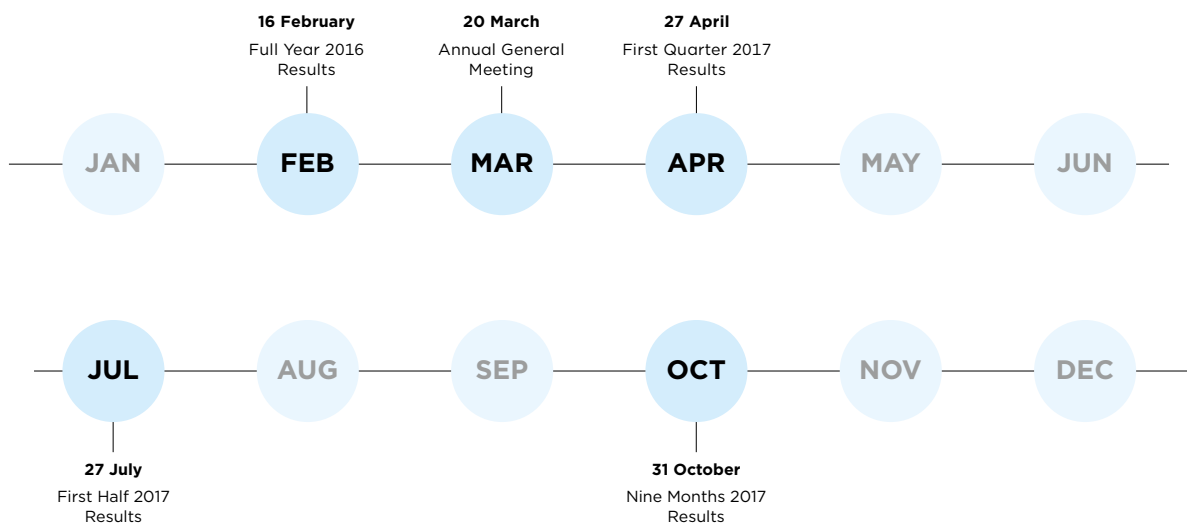 16 February
Full Year 2016
Results
20 March
Annual General
Meeting
27 April
First Quarter 2017
Results
JAN
FEB
MAR
APR
MAY
JUN
JUL
AUG
SEP
OCT
NOV
DEC
27 July
First Half 2017
Results
31 October
Nine Months 2017
Results